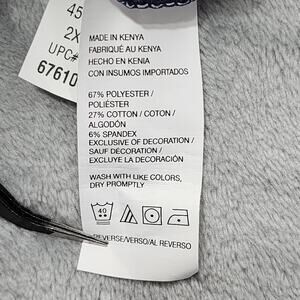 45
2X
UPC#
67610
MADE IN KENYA
FABRIQUÉ AU KENYA
HECHO EN KENIA
CON INSUMOS IMPORTADOS
67% POLYESTER /
POLIÉSTER
27% COTTON / COTON /
ALGODÓN
6% SPANDEX
EXCLUSIVE OF DECORATION /
SAUF DÉCORATION /
EXCLUYE LA DECORACIÓN
WASH WITH LIKE COLORS,
DRY PROMPTLY
40
REVERSE/VERSO/AL REVERSO